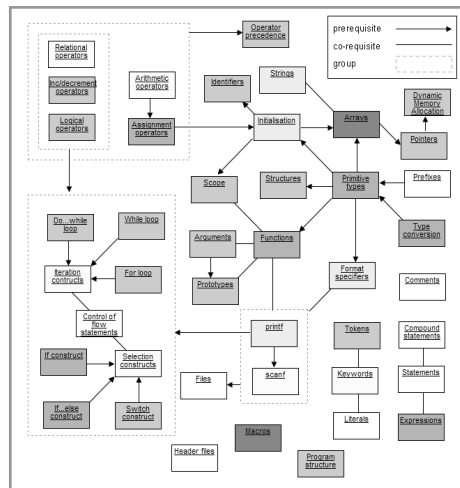 Relational
operators
Inc/decrement
operators
Logical
operators
Arithmetic
operators
Assignment
operators
Operator
precedence
Identifiers
Strings
Initialisation
Arrays
prerequisite
co-requisite
group
Dynamic
Memory
Allocation
Pointers
Scope
Structures
Primitive
types
Prefixes
Type
conversion
Arguments
Functions
Prototypes
Format
specifiers
Comments
Do...while
loop
While loop
Iteration
contructs
For loop
Control of
flow
statements
If construct
Selection
constructs
If...else
construct
Switch
construct
printf
scanf
Files
Tokens
Keywords
Literals
Compound
statements
Statements
Expressions
Macros
Header files
Program
structure